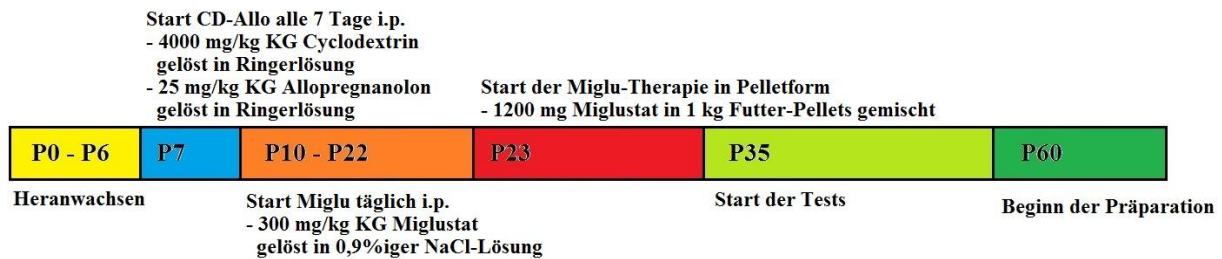 Start CD-Allo alle 7 Tage i.p.
- 4000 mg/kg KG Cyclodextrin
gelöst in Ringerlösung
- 25 mg/kg KG Allopregnanolon
gelöst in Ringerlösung
Start der Miglu-Therapie in Pelletform
- 1200 mg Miglustat in 1 kg Futter-Pellets gemischt
P0 - P6
P7
P10 - P22
P23
P35
P60
Heranwachsen
Start Miglu täglich i.p.
- 300 mg/kg KG Miglustat
gelöst in 0,9%iger NaCl-Lösung
Start der Tests
Beginn der Präparation